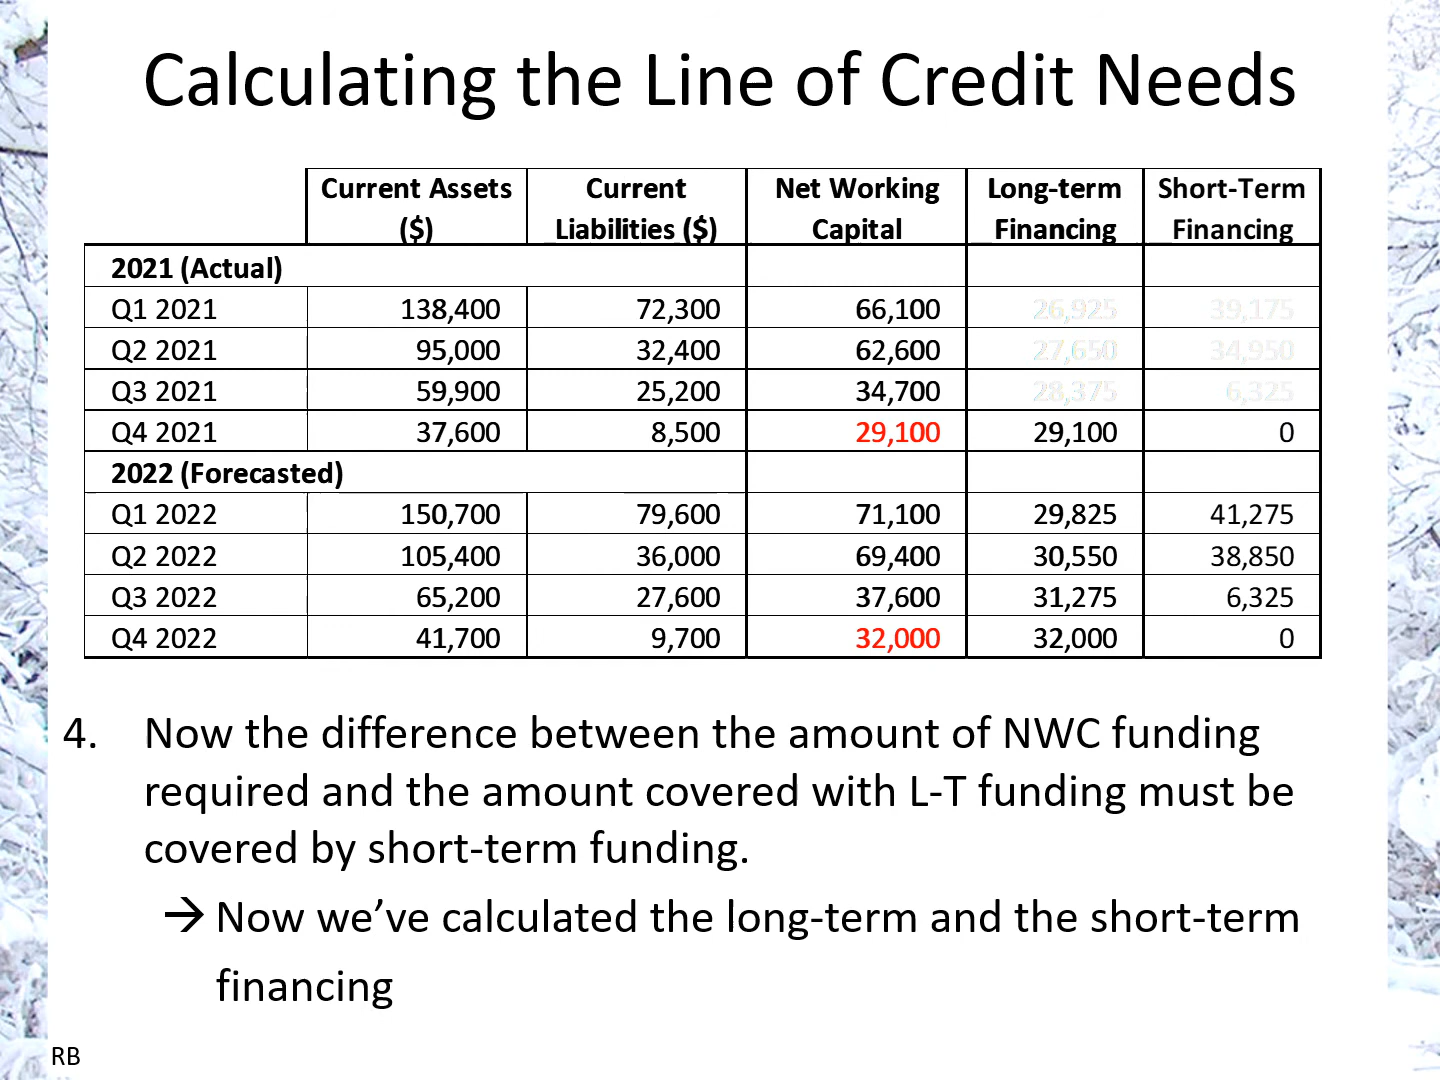 Calculating the Line of Credit Needs
Current Assets ($) Current Liabilities ($) Net Working Capital Long-term Financing Short-Term Financing
2021 (Actual)
Q1 2021 138,400 72,300 66,100 26,925 39,175
Q2 2021 95,000 32,400 62,600 27,650 34,950
Q3 2021 59,900 25,200 34,700 28,375 6,325
Q4 2021 37,600 8,500 29,100 29,100 0
2022 (Forecasted)
Q1 2022 150,700 79,600 71,100 29,825 41,275
Q2 2022 105,400 36,000 69,400 30,550 38,850
Q3 2022 65,200 27,600 37,600 31,275 6,325
Q4 2022 41,700 9,700 32,000 32,000 0
4. Now the difference between the amount of NWC funding
required and the amount covered with L-T funding must be
covered by short-term funding.
→ Now we’ve calculated the long-term and the short-term
financing
RB